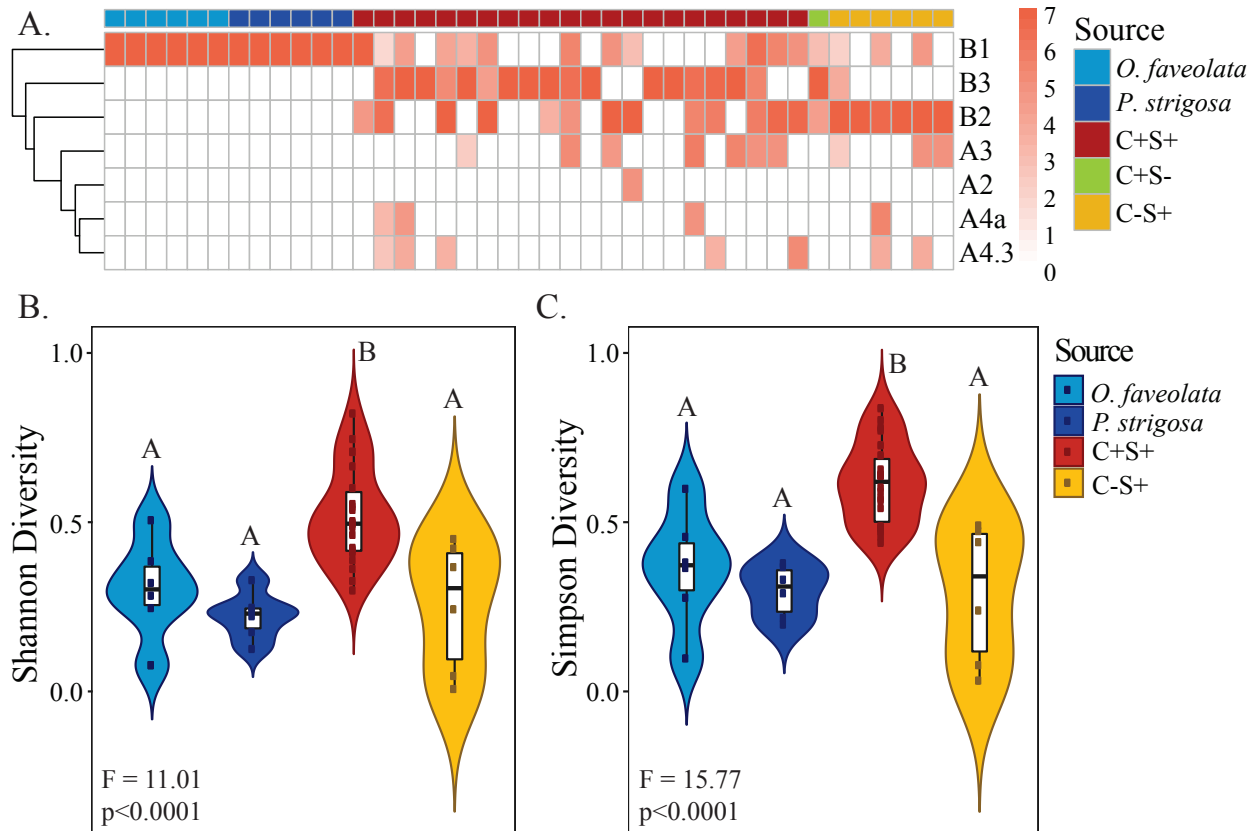 A.
B1
B3
B2
A3
A2
A4a
A4.3
7
6
5
4
3
2
1
0
Source
O. faveolata
P. strigosa
C+S+
C+S-
C-S+
B.
Shannon Diversity
1.0
0.5
0.0
A
A
B
A
F = 11.01
p<0.0001
C.
Simpson Diversity
1.0
0.5
0.0
A
A
B
A
F = 15.77
p<0.0001
Source
O. faveolata
P. strigosa
C+S+
C-S+